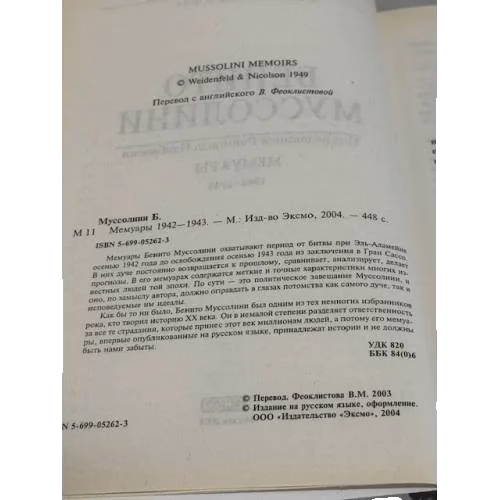 MUSSOLINI MEMOIRS
© Weidenfeld & Nicolson 1949
Перевод с английского В. Феоклистовой
Муссолини Б.
М 11 Мемуары 1942—1943. — М.: Изд-во Эксмо, 2004. — 448 с.
ISBN 5-699-05262-3
Мемуары Бенито Муссолини охватывают период от битвы при Эль-Аламейне
осенью 1942 года до освобождения осенью 1943 года из заключения в Гран Сассо.
В них дуче постоянно возвращается к прошлому, сравнивает, анализирует, делает
прогнозы. В его мемуарах содержатся меткие и точные характеристики многих из-
вестных людей той эпохи. По сути — это политическое завещание Муссолини, и
оно, по замыслу автора, должно оправдать в глазах потомства как самого дуче, так и
исповедуемые им идеалы.
Как бы то ни было, Бенито Муссолини был одним из тех немногих избранников
рока, кто творил историю XX века. Он в немалой степени разделяет ответственность
за все те страдания, которые принес этот век миллионам людей, а потому его мемуа-
ры, впервые опубликованные на русском языке, принадлежат истории и не должны
быть нами забыты.
УДК 820
ББК 84(0)6
© Перевод. Феоклистова В.М. 2003
© Издание на русском языке, оформление.
ООО «Издательство «Эксмо», 2004
N 5-699-05262-3
МУССОЛИНИ
МЕМУАРЫ